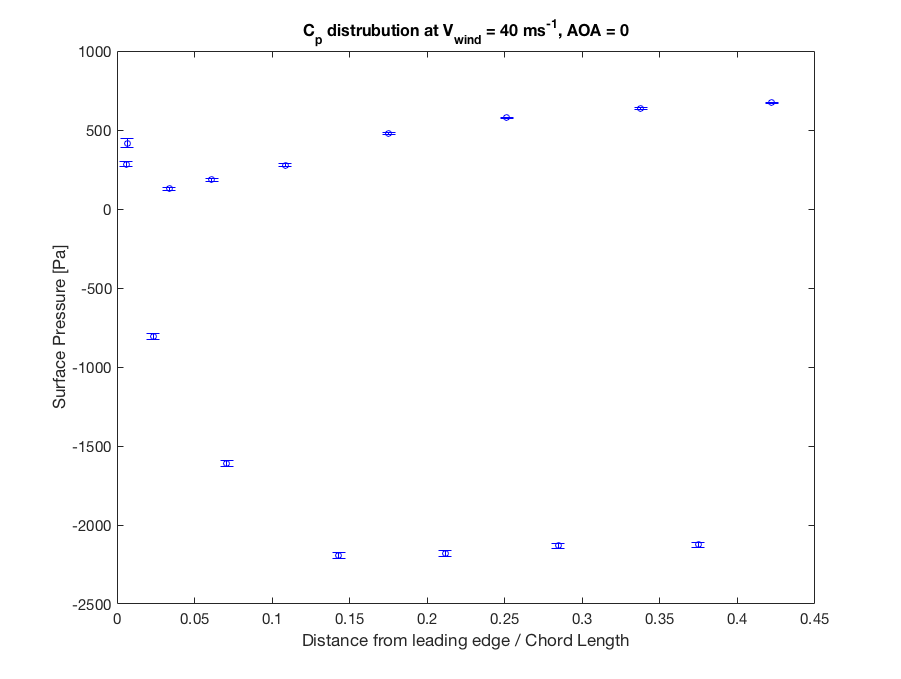 C_p distrubution at V_wind = 40 ms^-1, AOA = 0
1000
500
0
-500
-1000
-1500
-2000
-2500
Surface Pressure [Pa]
0 0.05 0.1 0.15 0.2 0.25 0.3 0.35 0.4 0.45
Distance from leading edge / Chord Length